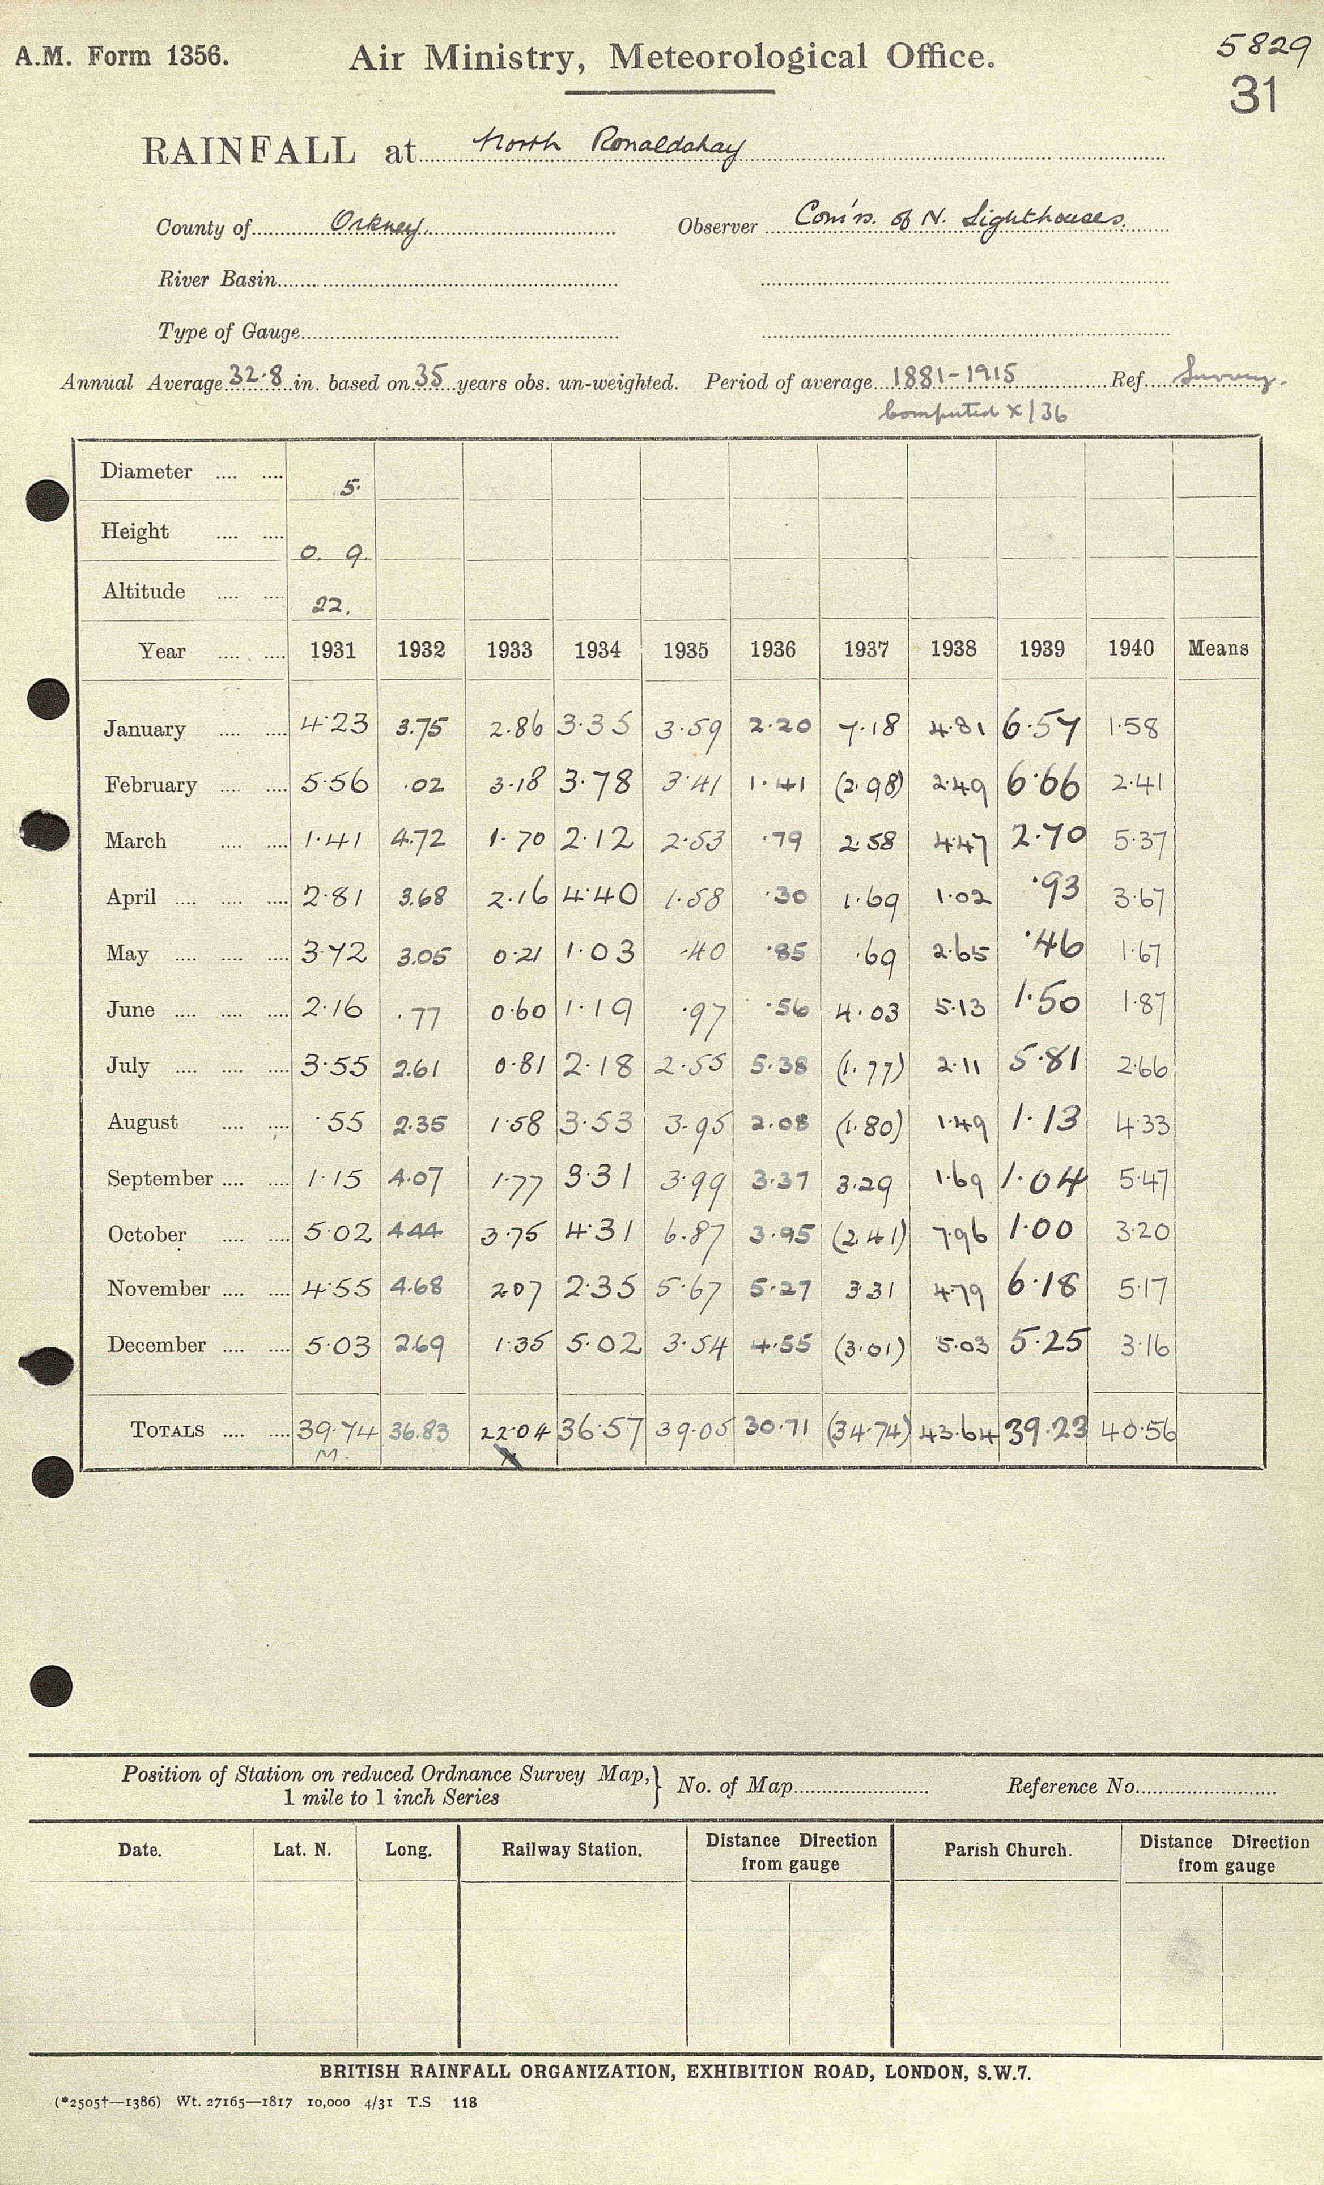 A.M. Form 1356. Air Ministry, Meteorological Office. 5829
31
RAINFALL at North Ronaldshay
County of Orkney. Observer Com'rs. of N. Lighthouses.
River Basin
Type of Gauge
Annual Average 32·8 in. based on 35 years obs. un-weighted. Period of average 1881-1915 Ref. Survey.
Computed x/36
Diameter .... .... 5.
Height .... .... 0. 9.
Altitude .... .... 22.
Year .... .... 1931 1932 1933 1934 1935 1936 1937 1938 1939 1940 Means
January .... .... 4·23 3.75 2·86 3·35 3·59 2·20 7·18 4·81 6·57 1·58
February .... .... 5·56 ·02 3·18 3·78 3·41 1·41 (2·98) 2·49 6·66 2·41
March .... .... 1·41 4.72 1·70 2·12 2·53 ·79 2·58 4·47 2·70 5·37
April .... .... .... 2·81 3.68 2·16 4·40 1·58 ·30 1·69 1·02 ·93 3·67
May .... .... .... 3·72 3.05 0·21 1·03 ·40 ·85 ·69 2·65 ·46 1·67
June .... .... .... 2·16 ·77 0·60 1·19 ·97 ·56 4·03 5·13 1·50 1·87
July .... .... .... 3·55 2.61 0·81 2·18 2·55 5·38 (1·77) 2·11 5·81 2·66
August .... .... ·55 2.35 1·58 3·53 3·95 2·08 (1·80) 1·49 1·13 4·33
September .... .... 1·15 4.07 1·77 3·31 3·99 3·37 3·29 1·69 1·04 5·47
October .... .... 5·02 4.44 3·75 4·31 6·87 3·95 (2·41) 7·96 1·00 3·20
November .... .... 4·55 4.68 2·07 2·35 5·67 5·27 3·31 4·79 6·18 5·17
December .... .... 5·03 2.69 1·35 5·02 3·54 4·55 (3·01) 5·03 5·25 3·16
TOTALS .... .... 39·74 36.83 22·04 36·57 39·05 30·71 (34·74) 43·64 39·23 40·56
M. x
Position of Station on reduced Ordnance Survey Map,} No. of Map Reference No.
1 mile to 1 inch Series
Date. Lat. N. Long. Railway Station. Distance Direction Parish Church. Distance Direction
from gauge from gauge
BRITISH RAINFALL ORGANIZATION, EXHIBITION ROAD, LONDON, S.W.7.
(*2505†—1386) Wt. 27165—1817 10,000 4/31 T.S 118